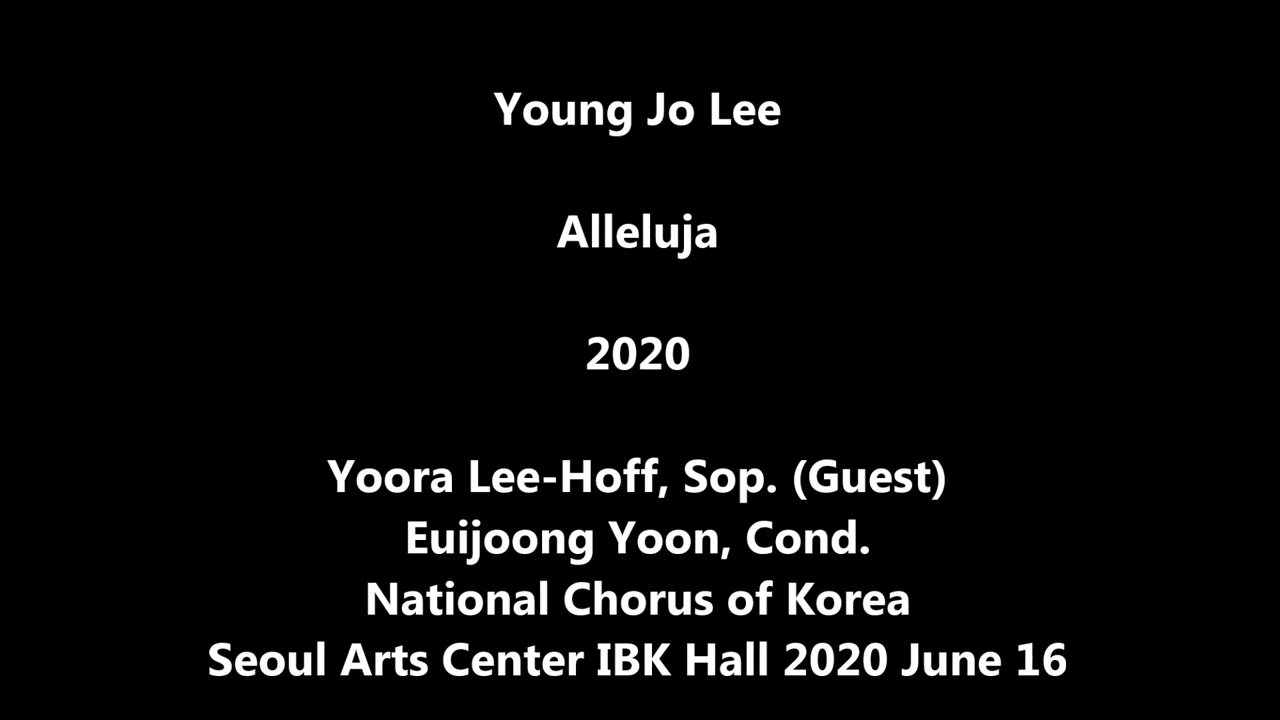 Young Jo Lee
Alleluja
2020
Yoora Lee-Hoff, Sop. (Guest)
Euijoong Yoon, Cond.
National Chorus of Korea
Seoul Arts Center IBK Hall 2020 June 16